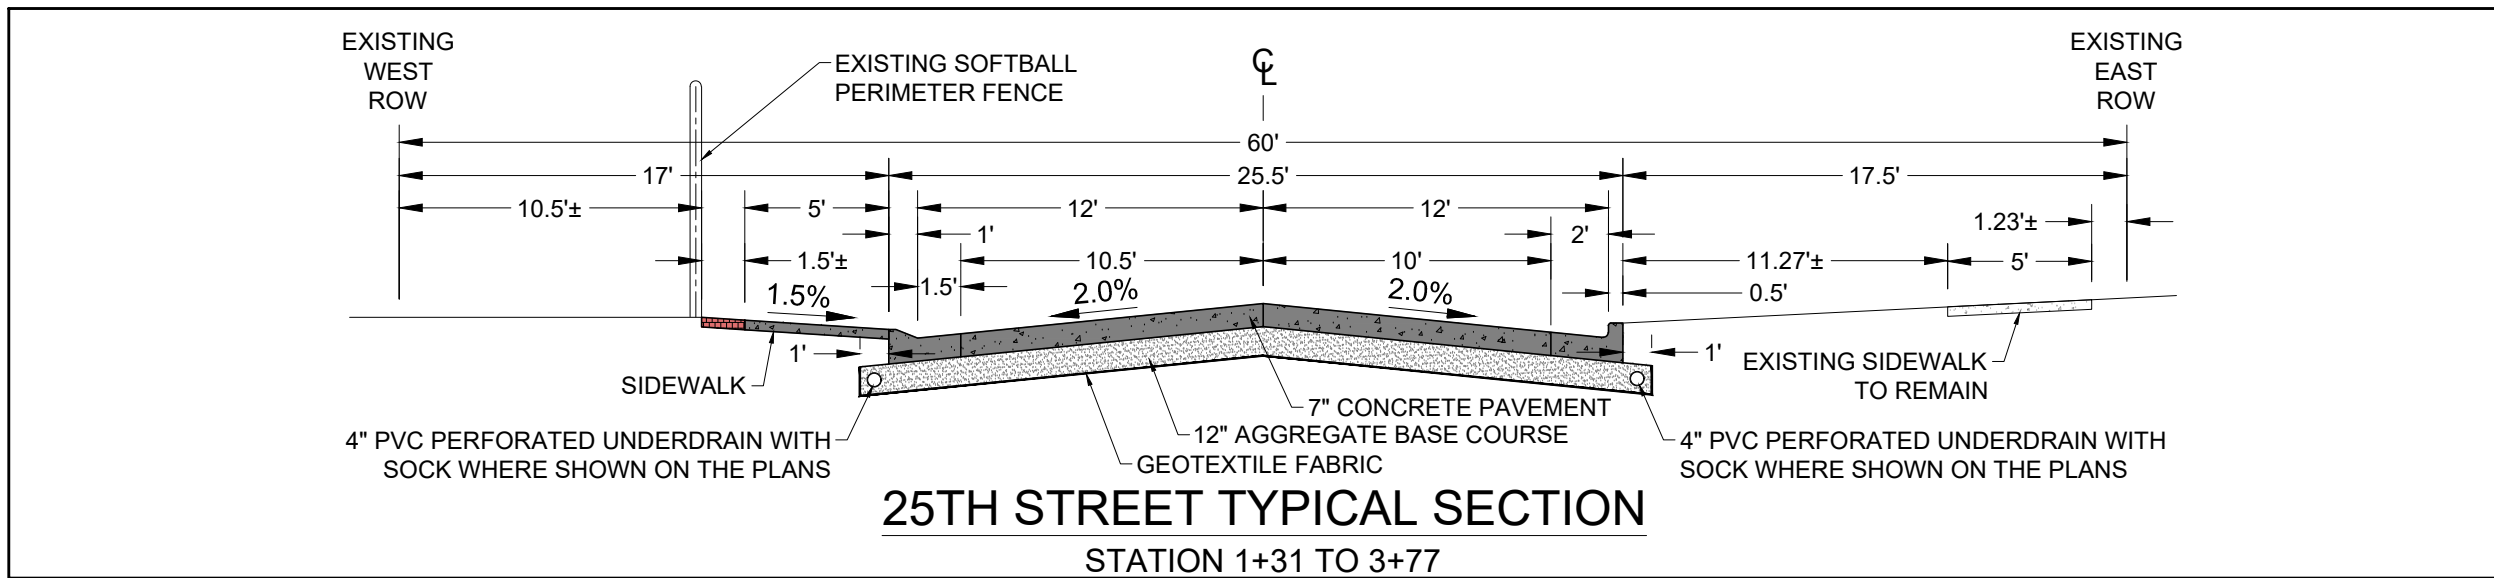 EXISTING
WEST
ROW
EXISTING SOFTBALL
PERIMETER FENCE
℄
EXISTING
EAST
ROW
60'
17'
25.5'
17.5'
10.5'±
5'
12'
12'
1.23'±
1'
2'
1.5'±
10.5'
10'
11.27'±
5'
1.5%
1.5'
2.0%
2.0%
0.5'
1'
1'
SIDEWALK
EXISTING SIDEWALK
TO REMAIN
7" CONCRETE PAVEMENT
12" AGGREGATE BASE COURSE
GEOTEXTILE FABRIC
4" PVC PERFORATED UNDERDRAIN WITH
SOCK WHERE SHOWN ON THE PLANS
4" PVC PERFORATED UNDERDRAIN WITH
SOCK WHERE SHOWN ON THE PLANS
25TH STREET TYPICAL SECTION
STATION 1+31 TO 3+77